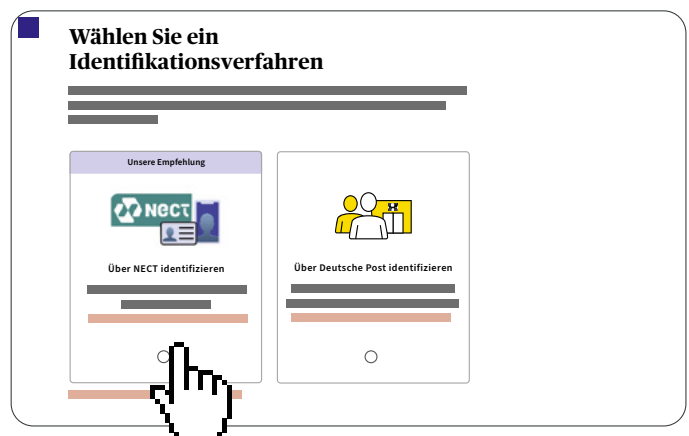 Wählen Sie ein
Identifikationsverfahren
Unsere Empfehlung
NECT
Über NECT identifizieren
Über Deutsche Post identifizieren